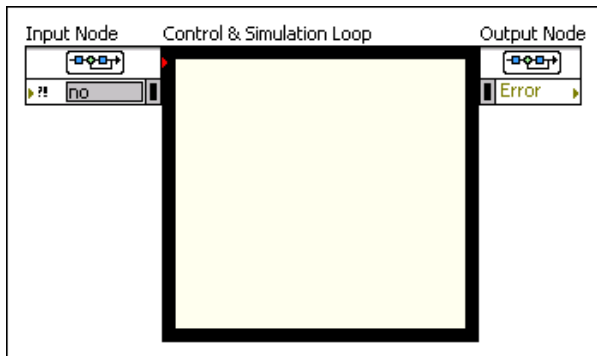 Input Node
Control & Simulation Loop
Output Node
?! no
Error